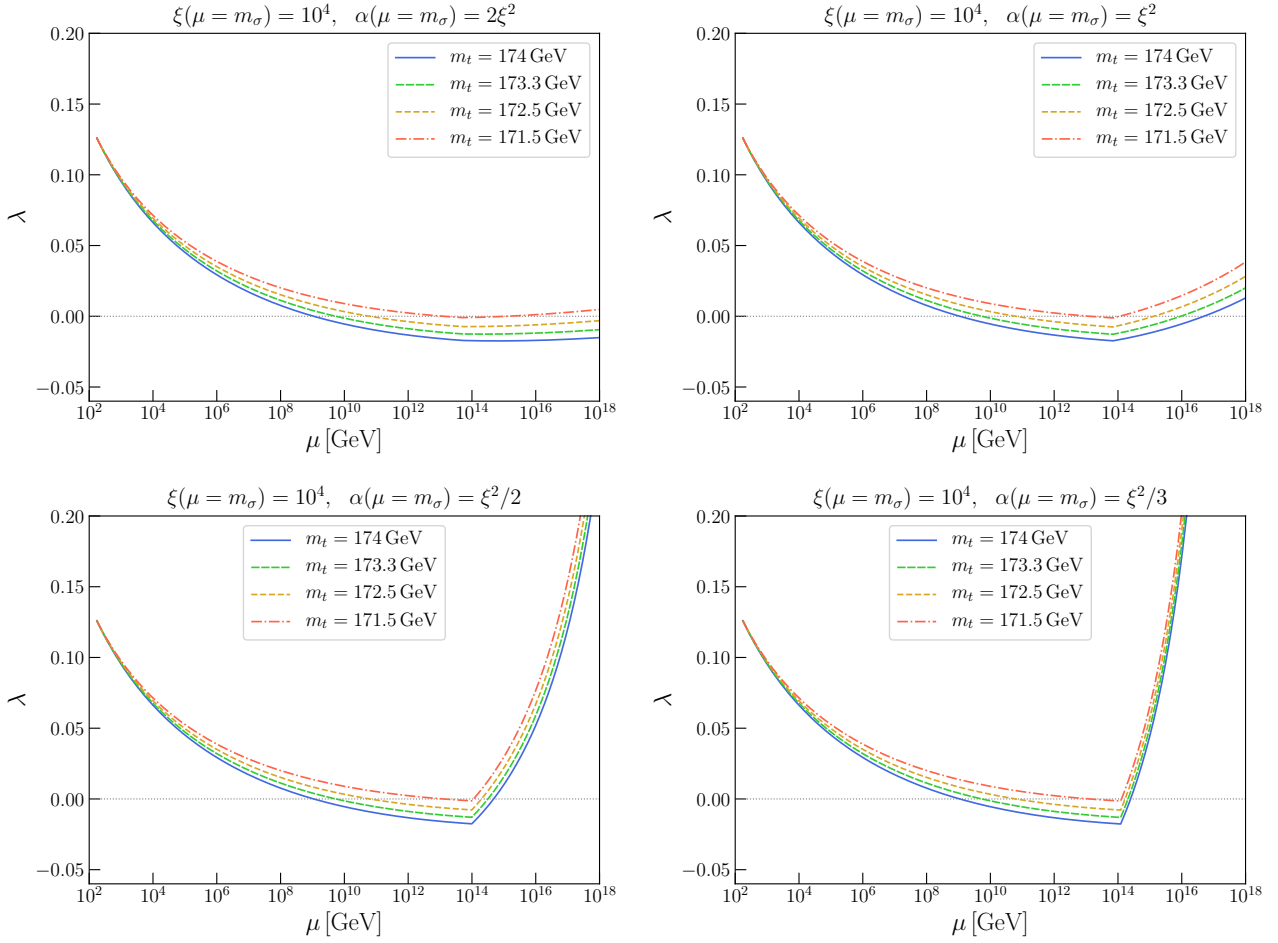 ξ(μ = m_σ) = 10^4,   α(μ = m_σ) = 2ξ^2
0.20
0.15
0.10
0.05
0.00
−0.05
λ
m_t = 174 GeV
m_t = 173.3 GeV
m_t = 172.5 GeV
m_t = 171.5 GeV
10^2 10^4 10^6 10^8 10^10 10^12 10^14 10^16 10^18
μ [GeV]
ξ(μ = m_σ) = 10^4,   α(μ = m_σ) = ξ^2
0.20
0.15
0.10
0.05
0.00
−0.05
λ
m_t = 174 GeV
m_t = 173.3 GeV
m_t = 172.5 GeV
m_t = 171.5 GeV
10^2 10^4 10^6 10^8 10^10 10^12 10^14 10^16 10^18
μ [GeV]
ξ(μ = m_σ) = 10^4,   α(μ = m_σ) = ξ^2/2
0.20
0.15
0.10
0.05
0.00
−0.05
λ
m_t = 174 GeV
m_t = 173.3 GeV
m_t = 172.5 GeV
m_t = 171.5 GeV
10^2 10^4 10^6 10^8 10^10 10^12 10^14 10^16 10^18
μ [GeV]
ξ(μ = m_σ) = 10^4,   α(μ = m_σ) = ξ^2/3
0.20
0.15
0.10
0.05
0.00
−0.05
λ
m_t = 174 GeV
m_t = 173.3 GeV
m_t = 172.5 GeV
m_t = 171.5 GeV
10^2 10^4 10^6 10^8 10^10 10^12 10^14 10^16 10^18
μ [GeV]